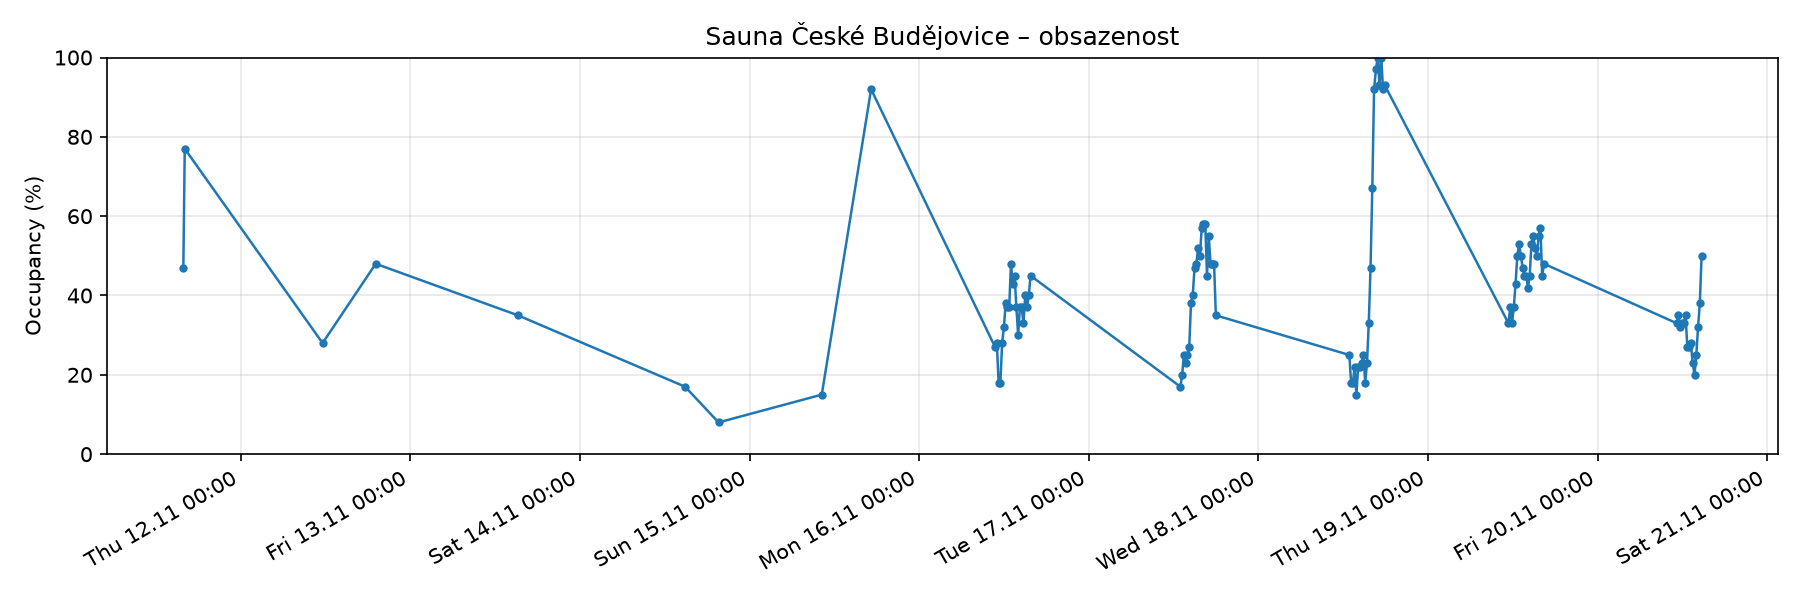 Sauna České Budějovice – obsazenost
Occupancy (%)
100
80
60
40
20
0
Thu 12.11 00:00
Fri 13.11 00:00
Sat 14.11 00:00
Sun 15.11 00:00
Mon 16.11 00:00
Tue 17.11 00:00
Wed 18.11 00:00
Thu 19.11 00:00
Fri 20.11 00:00
Sat 21.11 00:00